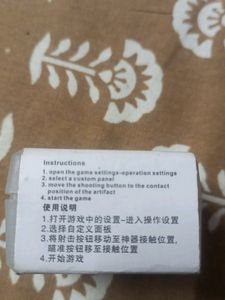 Instructions
1. open the game settings-operation settings
2. select a custom panel
3. move the shooting button to the contact
position of the artifact
4. start the game
使用说明
1.打开游戏中的设置-进入操作设置
2.选择自定义面板
3.将射击按钮移动至神器接触位置,
瞄准按钮移至接触位置
4.开始游戏